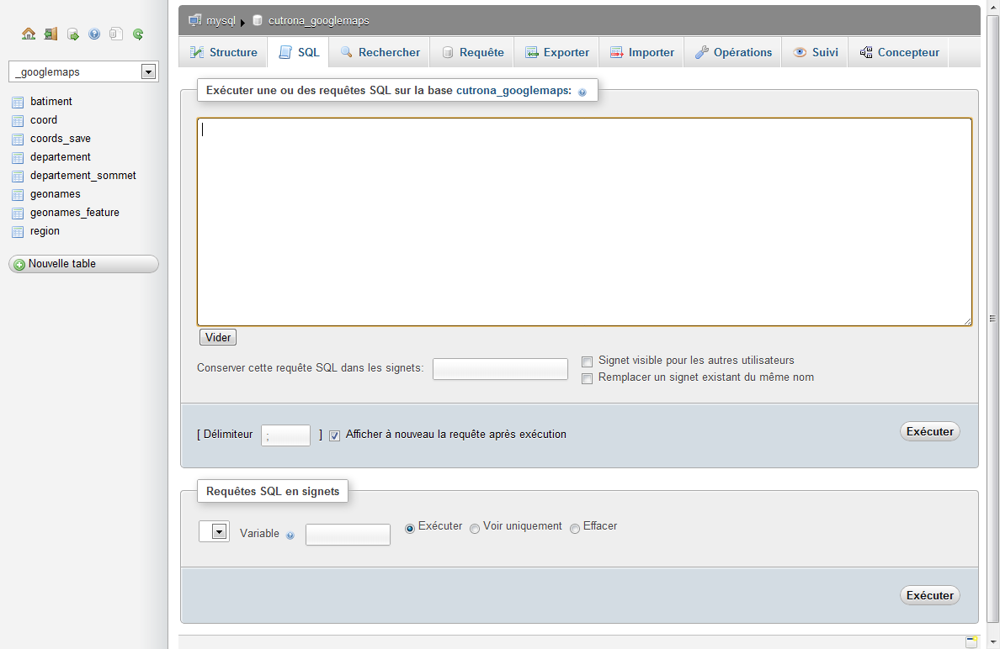 mysql cutrona_googlemaps
Structure SQL Rechercher Requête Exporter Importer Opérations Suivi Concepteur
_googlemaps
batiment
coord
coords_save
departement
departement_sommet
geonames
geonames_feature
region
Nouvelle table
Exécuter une ou des requêtes SQL sur la base cutrona_googlemaps:
Vider
Conserver cette requête SQL dans les signets:
Signet visible pour les autres utilisateurs
Remplacer un signet existant du même nom
[ Délimiteur ; ] Afficher à nouveau la requête après exécution
Exécuter
Requêtes SQL en signets
Variable
Exécuter Voir uniquement Effacer
Exécuter